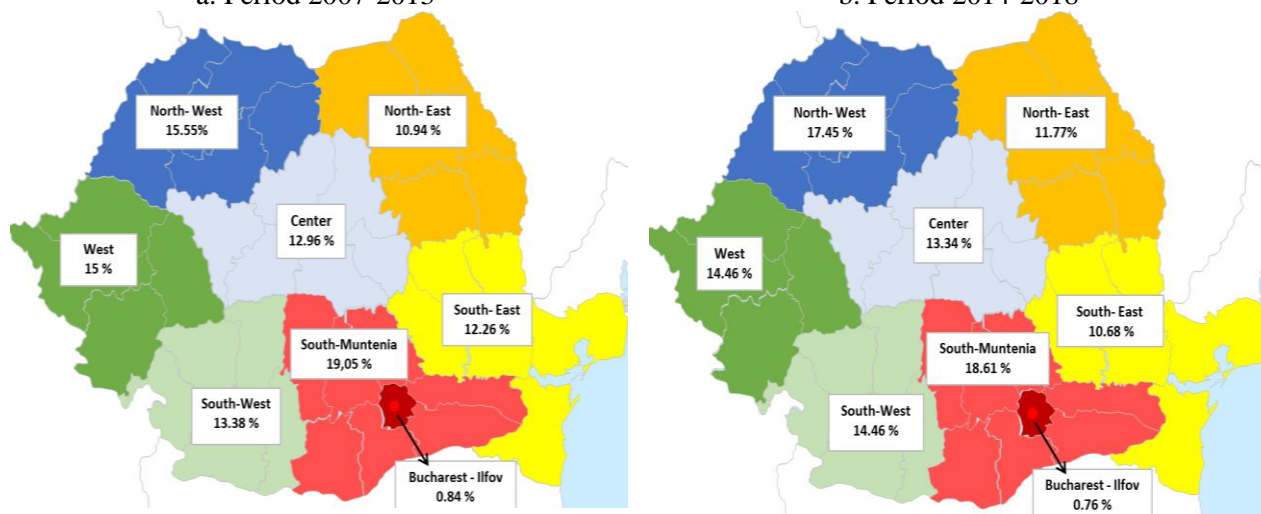 a. Period 2007-2013
b. Period 2014-2018
North- West
15.55%
North- East
10.94 %
Center
12.96 %
West
15 %
South- East
12.26 %
South-Muntenia
19,05 %
South-West
13.38 %
Bucharest - Ilfov
0.84 %
North- West
17.45 %
North- East
11.77%
Center
13.34 %
West
14.46 %
South- East
10.68 %
South-Muntenia
18.61 %
South-West
14.46 %
Bucharest - Ilfov
0.76 %